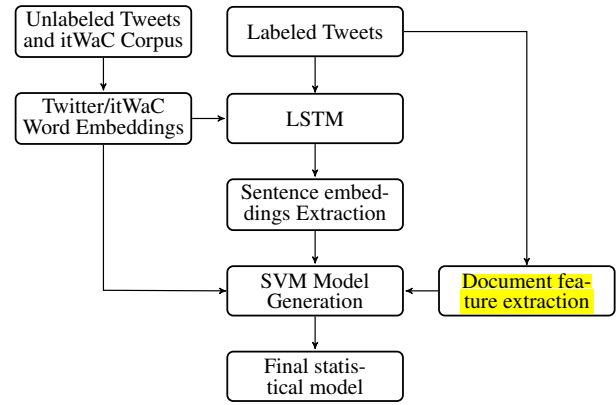 Unlabeled Tweets
and itWaC Corpus
Labeled Tweets
Twitter/itWaC
Word Embeddings
LSTM
Sentence embed-
dings Extraction
SVM Model
Generation
Document fea-
ture extraction
Final statis-
tical model